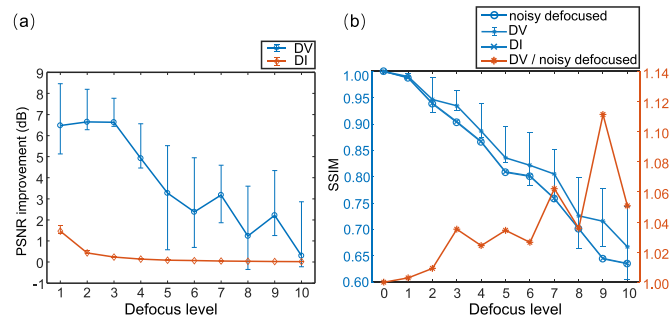 (a)
DV
DI
PSNR improvement (dB)
9
8
7
6
5
4
3
2
1
0
-1
1 2 3 4 5 6 7 8 9 10
Defocus level
(b)
noisy defocused
DV
DI
DV / noisy defocused
SSIM
1.00
0.95
0.90
0.85
0.80
0.75
0.70
0.65
0.60
1.14
1.12
1.10
1.08
1.06
1.04
1.02
1.00
0 1 2 3 4 5 6 7 8 9 10
Defocus level